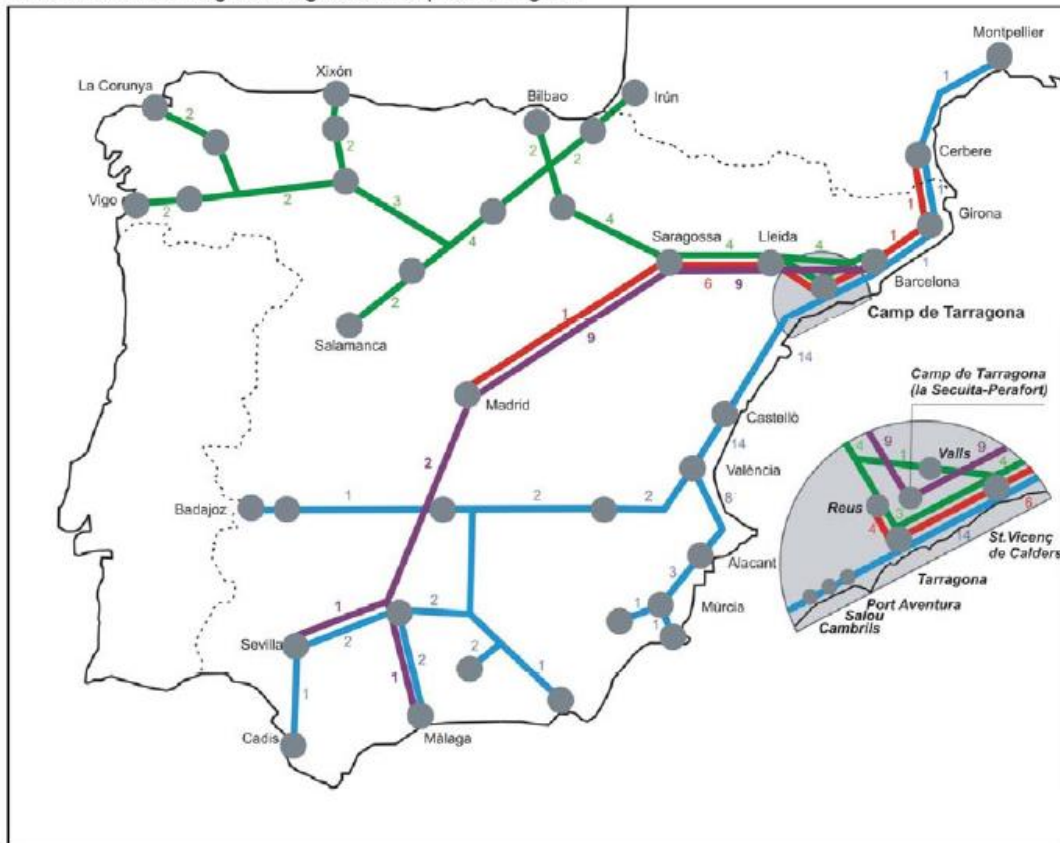 Montpellier
1
La Corunya
Xixón
Bilbao
Irún
2
2
2
2
Cerbere
1
1
Vigo
2
2
3
4
4
Girona
Saragossa
Lleida
4
4
1
1
Barcelona
6
9
2
Salamanca
1
9
Camp de Tarragona
14
Madrid
Camp de Tarragona
(la Secuita-Perafort)
Castelló
14
2
València
4
9
1
Valls
9
4
8
Badajoz
1
2
2
Reus
4
3
6
St.Vicenç
de Calders
14
Alacant
3
Tarragona
Port Aventura
Salou
Cambrils
1
Múrcia
1
1
2
Sevilla
2
2
2
1
1
1
Cadis
Màlaga